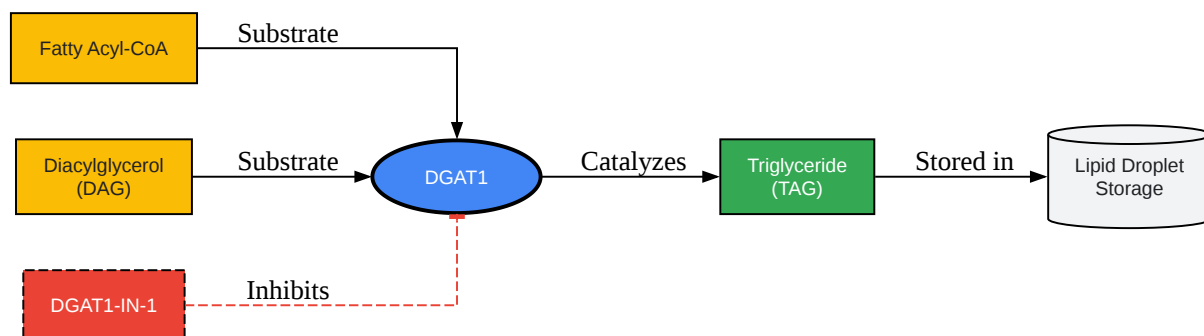 Fatty Acyl-CoA
Substrate
Diacylglycerol
(DAG)
Substrate
DGAT1
Catalyzes
Triglyceride
(TAG)
Stored in
Lipid Droplet
Storage
DGAT1-IN-1
Inhibits